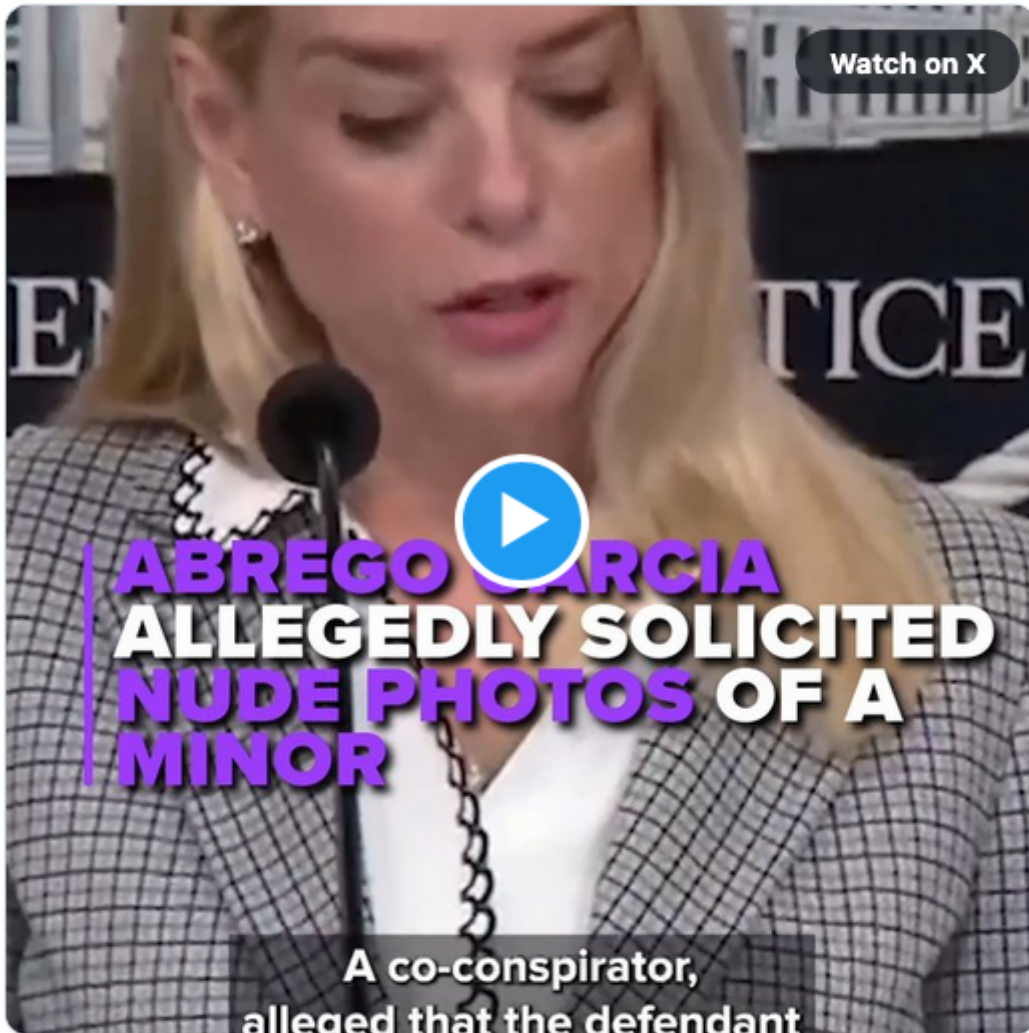 Watch on X
EN
TICE
ABREGO GARCIA
ALLEGEDLY SOLICITED
NUDE PHOTOS OF A
MINOR
A co-conspirator,
alleged that the defendant